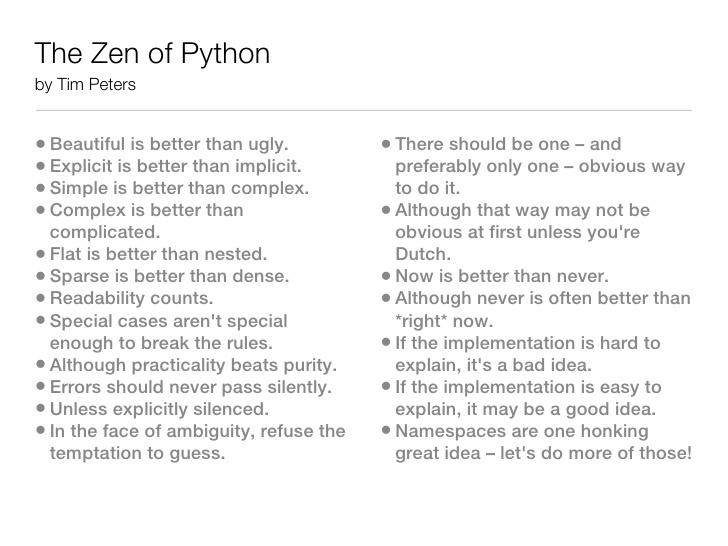 The Zen of Python
by Tim Peters
● Beautiful is better than ugly.
● Explicit is better than implicit.
● Simple is better than complex.
● Complex is better than
complicated.
● Flat is better than nested.
● Sparse is better than dense.
● Readability counts.
● Special cases aren't special
enough to break the rules.
● Although practicality beats purity.
● Errors should never pass silently.
● Unless explicitly silenced.
● In the face of ambiguity, refuse the
temptation to guess.
● There should be one – and
preferably only one – obvious way
to do it.
● Although that way may not be
obvious at first unless you're
Dutch.
● Now is better than never.
● Although never is often better than
*right* now.
● If the implementation is hard to
explain, it's a bad idea.
● If the implementation is easy to
explain, it may be a good idea.
● Namespaces are one honking
great idea – let's do more of those!